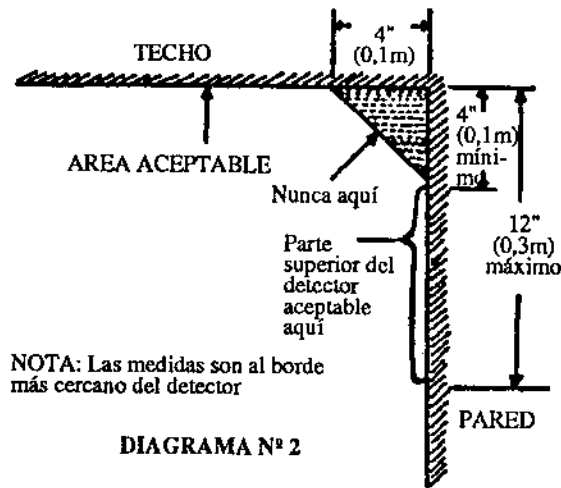 4"
(0,1m)
TECHO
4"
(0,1m)
míni-
mo
AREA ACEPTABLE
Nunca aquí
12"
(0,3m)
máximo
Parte
superior del
detector
aceptable
aquí
NOTA: Las medidas son al borde
más cercano del detector
PARED
DIAGRAMA Nº 2